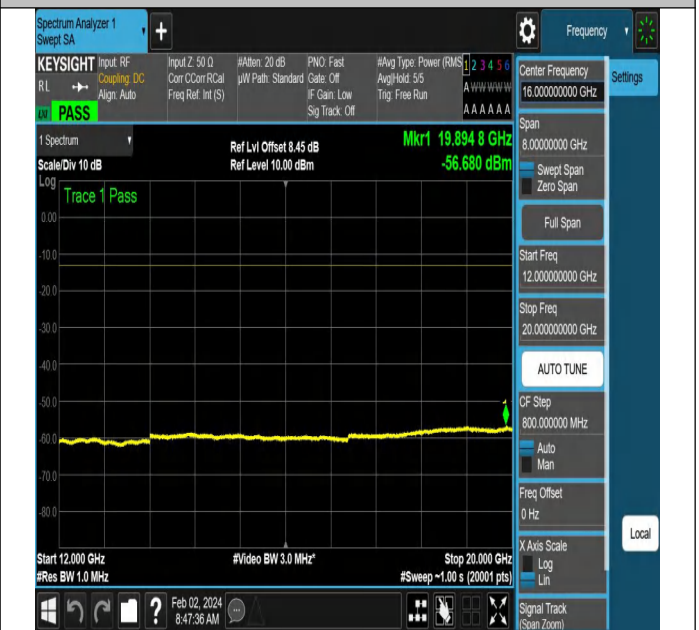 Spectrum Analyzer 1
Swept SA
+
Frequency
KEYSIGHT
RL
PASS
Input: RF
Coupling: DC
Align: Auto
Input Z: 50 Ω
Corr CCorr RCal
Freq Ref: Int (S)
#Atten: 20 dB
µW Path: Standard
PNO: Fast
Gate: Off
IF Gain: Low
Sig Track: Off
#Avg Type: Power (RMS
Avg|Hold: 5/5
Trig: Free Run
1 2 3 4 5 6
A W W W W W
A A A A A A
1 Spectrum
Scale/Div 10 dB
Ref Lvl Offset 8.45 dB
Ref Level 10.00 dBm
Mkr1 19.894 8 GHz
-56.680 dBm
Log
Trace 1 Pass
0.00
-10.0
-20.0
-30.0
-40.0
-50.0
-60.0
-70.0
-80.0
Start 12.000 GHz
#Res BW 1.0 MHz
#Video BW 3.0 MHz*
Stop 20.000 GHz
#Sweep ~1.00 s (20001 pts)
Feb 02, 2024
8:47:36 AM
Center Frequency
16.000000000 GHz
Settings
Span
8.00000000 GHz
Swept Span
Zero Span
Full Span
Start Freq
12.000000000 GHz
Stop Freq
20.000000000 GHz
AUTO TUNE
CF Step
800.000000 MHz
Auto
Man
Freq Offset
0 Hz
Local
X Axis Scale
Log
Lin
Signal Track
(Span Zoom)